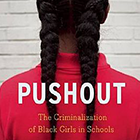 PUSHOUT
The Criminalization
of Black Girls in Schools